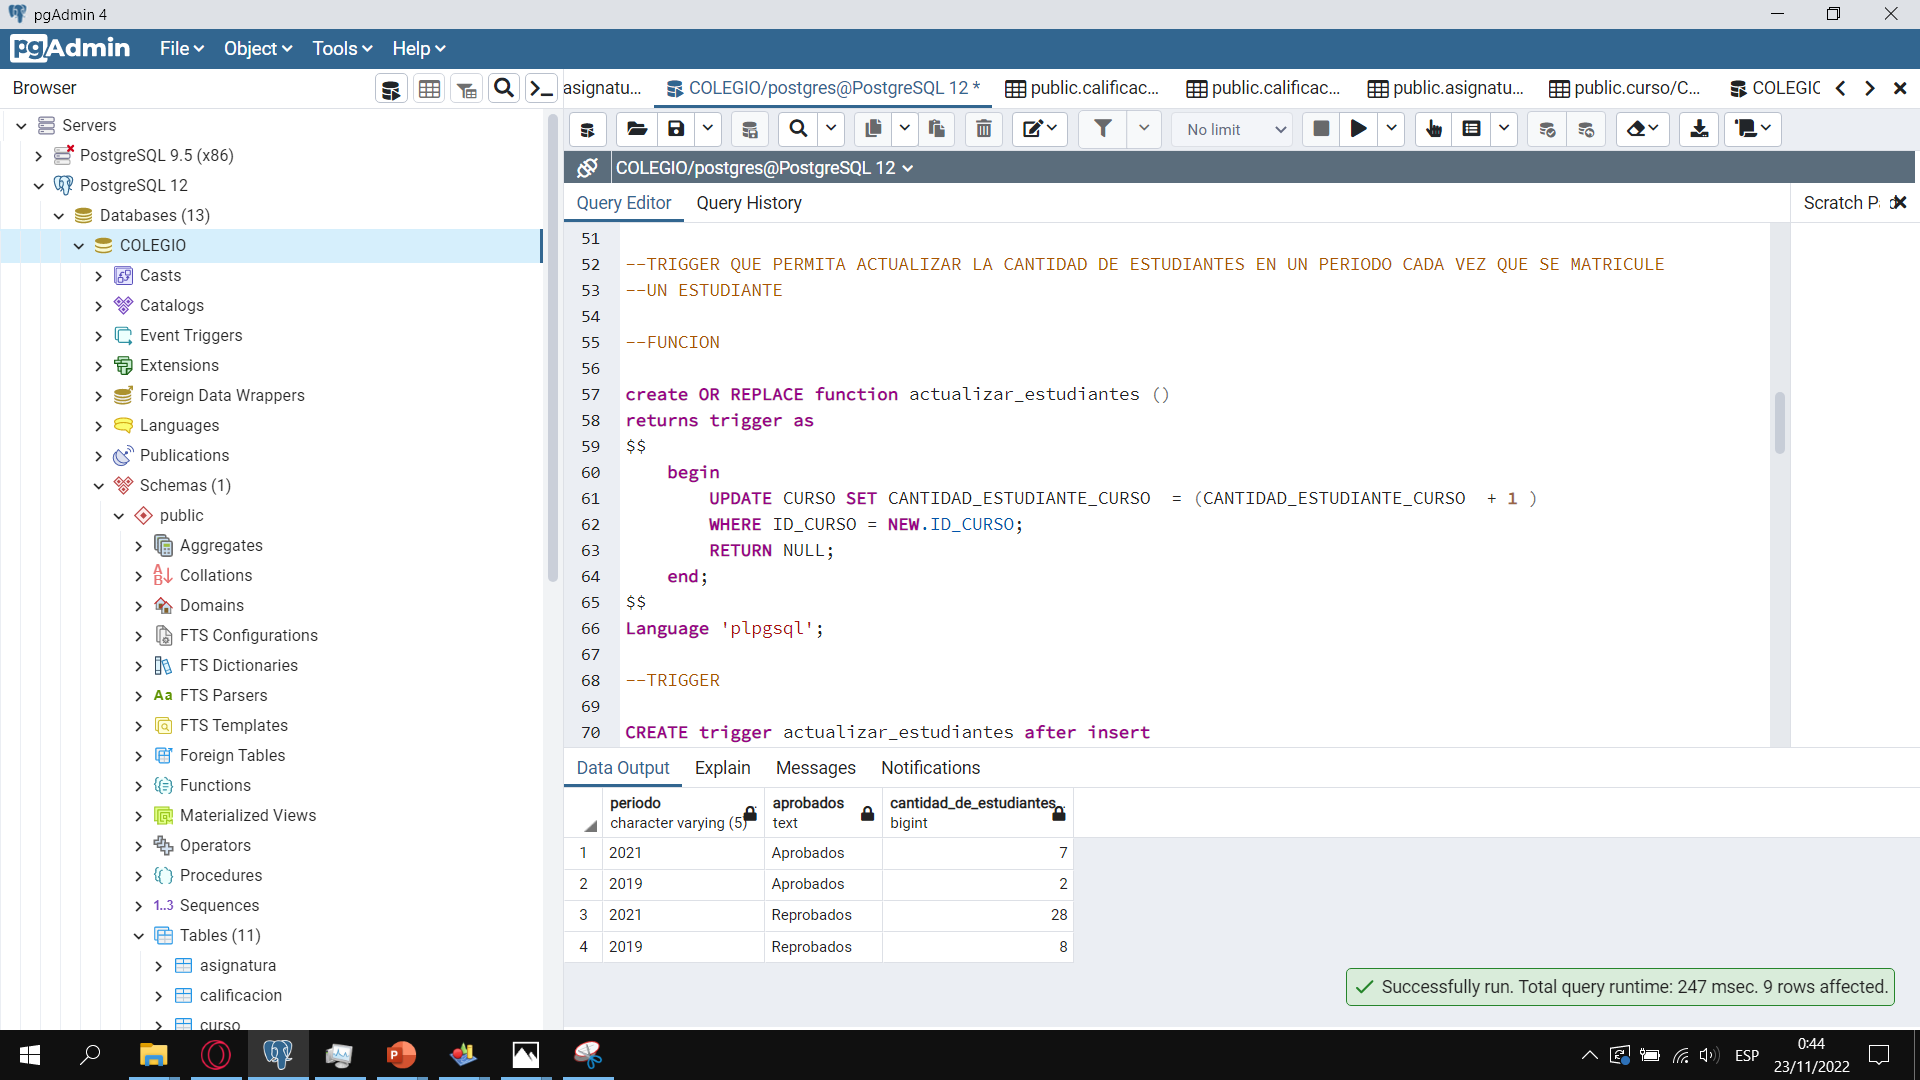 pgAdmin 4
pgAdmin File Object Tools Help
Browser
asignatu... COLEGIO/postgres@PostgreSQL 12 * public.calificac... public.calificac... public.asignatu... public.curso/C... COLEGIO
No limit
COLEGIO/postgres@PostgreSQL 12
Query Editor Query History
Scratch P
Servers
PostgreSQL 9.5 (x86)
PostgreSQL 12
Databases (13)
COLEGIO
Casts
Catalogs
Event Triggers
Extensions
Foreign Data Wrappers
Languages
Publications
Schemas (1)
public
Aggregates
Collations
Domains
FTS Configurations
FTS Dictionaries
Aa FTS Parsers
FTS Templates
Foreign Tables
Functions
Materialized Views
Operators
Procedures
1..3 Sequences
Tables (11)
asignatura
calificacion
curso
51
52 --TRIGGER QUE PERMITA ACTUALIZAR LA CANTIDAD DE ESTUDIANTES EN UN PERIODO CADA VEZ QUE SE MATRICULE
53 --UN ESTUDIANTE
54
55 --FUNCION
56
57 create OR REPLACE function actualizar_estudiantes ()
58 returns trigger as
59 $$
60 begin
61 UPDATE CURSO SET CANTIDAD_ESTUDIANTE_CURSO = (CANTIDAD_ESTUDIANTE_CURSO + 1 )
62 WHERE ID_CURSO = NEW.ID_CURSO;
63 RETURN NULL;
64 end;
65 $$
66 Language 'plpgsql';
67
68 --TRIGGER
69
70 CREATE trigger actualizar_estudiantes after insert
Data Output Explain Messages Notifications
periodo aprobados cantidad_de_estudiantes
character varying (5) text bigint
1 2021 Aprobados 7
2 2019 Aprobados 2
3 2021 Reprobados 28
4 2019 Reprobados 8
Successfully run. Total query runtime: 247 msec. 9 rows affected.
ESP
0:44
23/11/2022